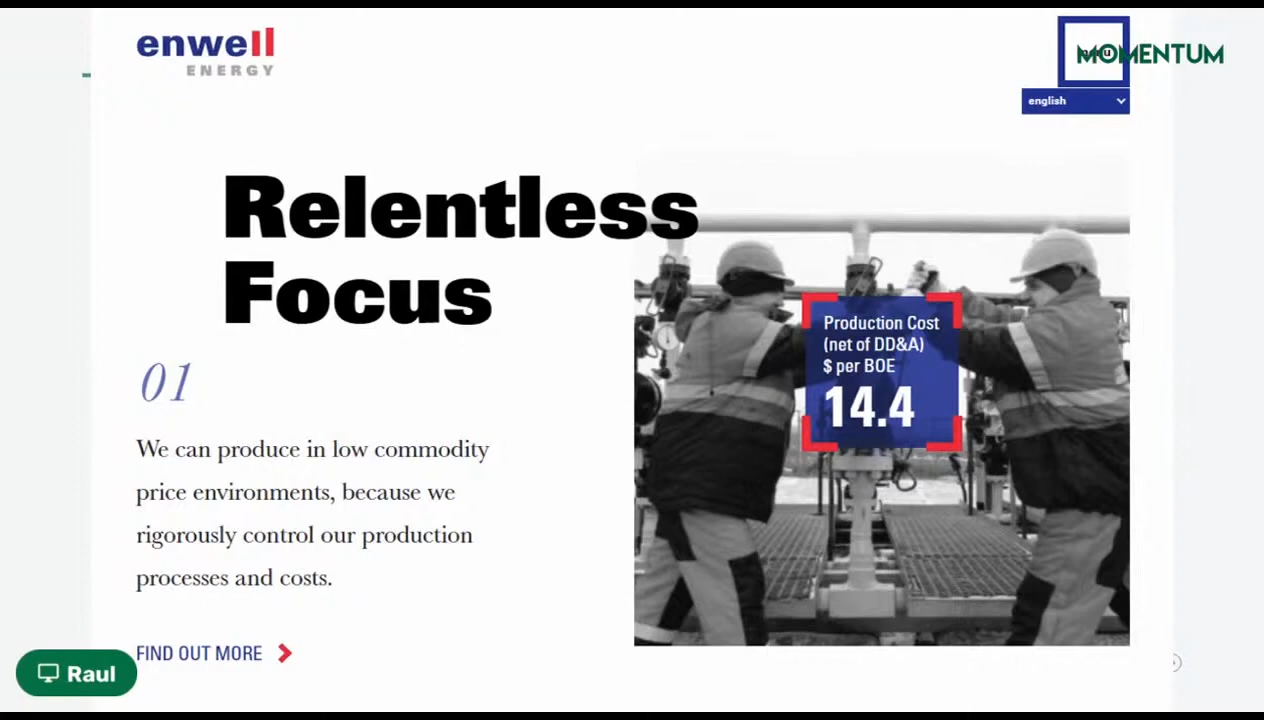 enwell
ENERGY
MOMENTUM
english
Relentless
Focus
01
We can produce in low commodity
price environments, because we
rigorously control our production
processes and costs.
FIND OUT MORE
Production Cost
(net of DD&A)
$ per BOE
14.4
Raul